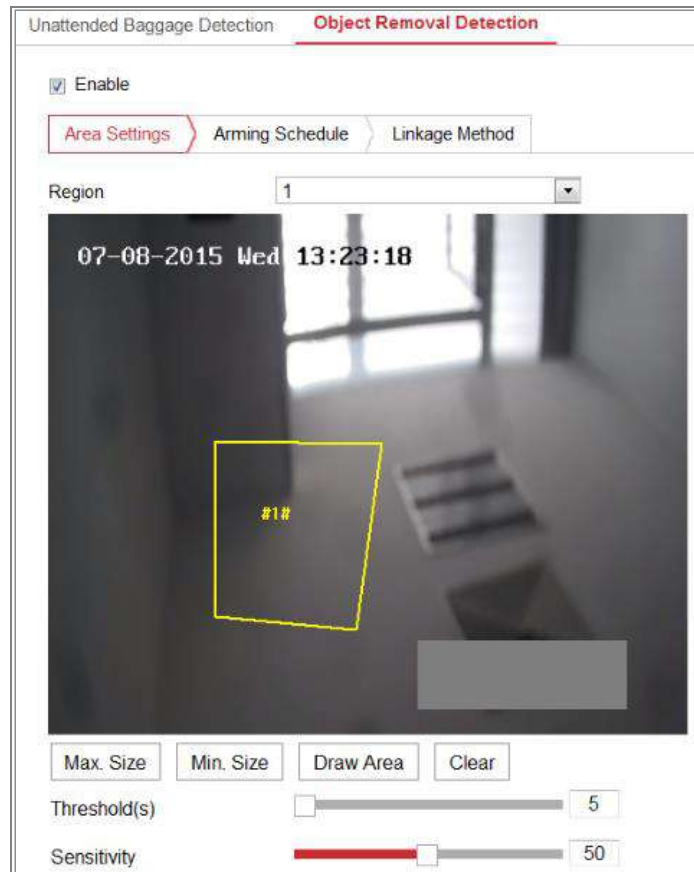 Unattended Baggage Detection Object Removal Detection
Enable
Area Settings Arming Schedule Linkage Method
Region 1
07-08-2015 Wed 13:23:18
#1#
Max. Size Min. Size Draw Area Clear
Threshold(s) 5
Sensitivity 50